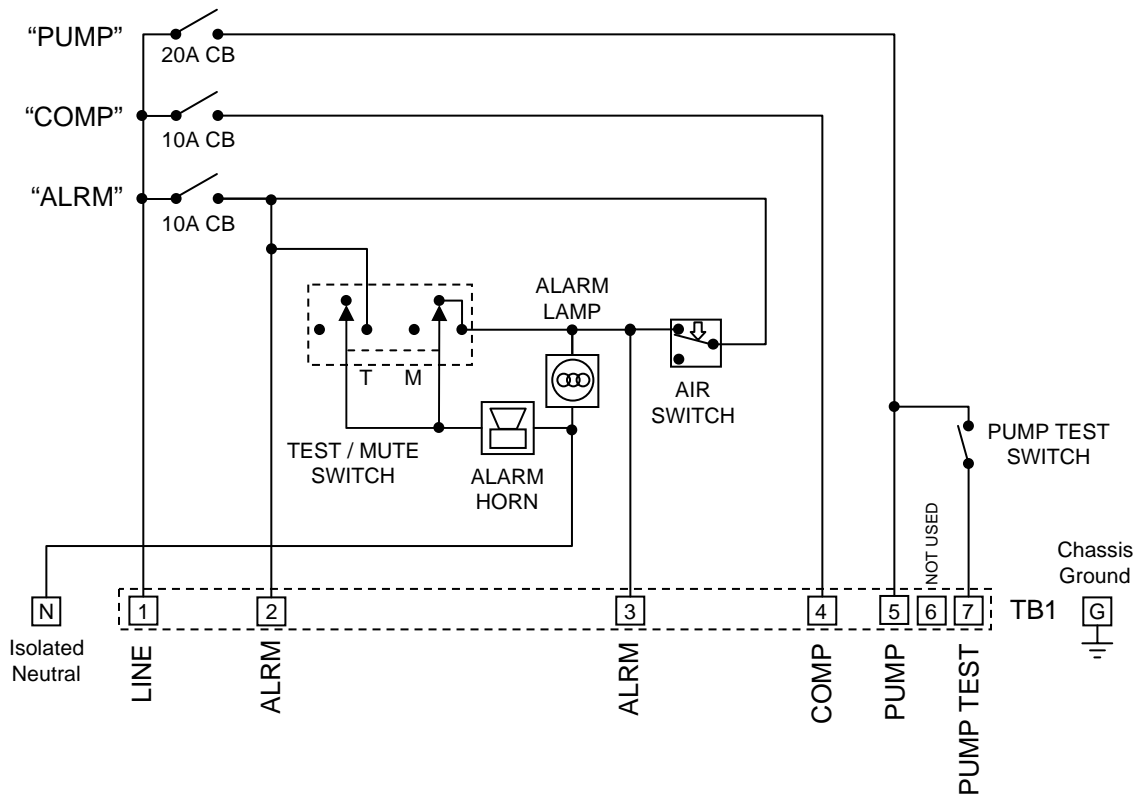 “PUMP”
20A CB
“COMP”
10A CB
“ALRM”
10A CB
ALARM
LAMP
T
M
AIR
SWITCH
TEST / MUTE
SWITCH
ALARM
HORN
PUMP TEST
SWITCH
NOT USED
Chassis
Ground
N
1
2
3
4
5
6
7
TB1
G
Isolated
Neutral
LINE
ALRM
ALRM
COMP
PUMP
PUMP TEST